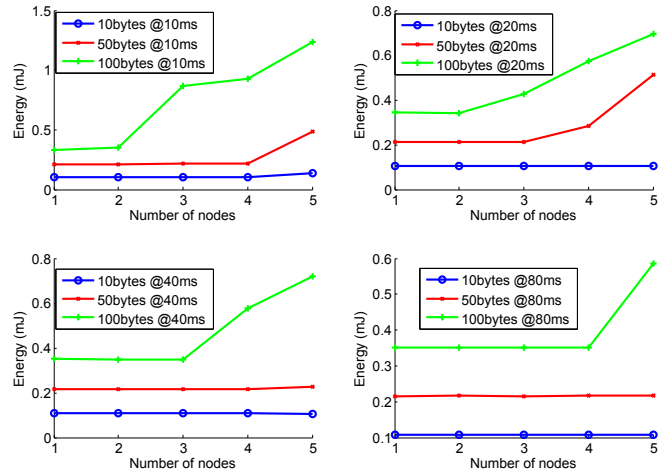 1.5
10bytes @10ms
50bytes @10ms
100bytes @10ms
Energy (mJ)
1
0.5
0
1 2 3 4 5
Number of nodes
0.8
10bytes @20ms
50bytes @20ms
100bytes @20ms
Energy (mJ)
0.6
0.4
0.2
0
1 2 3 4 5
Number of nodes
0.8
10bytes @40ms
50bytes @40ms
100bytes @40ms
Energy (mJ)
0.6
0.4
0.2
0
1 2 3 4 5
Number of nodes
0.6
10bytes @80ms
50bytes @80ms
100bytes @80ms
Energy (mJ)
0.5
0.4
0.3
0.2
0.1
1 2 3 4 5
Number of nodes